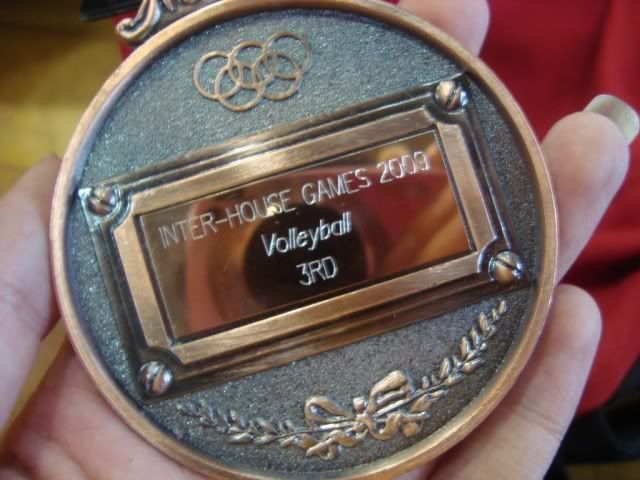 INTER-HOUSE GAMES 2009
Volleyball
3RD